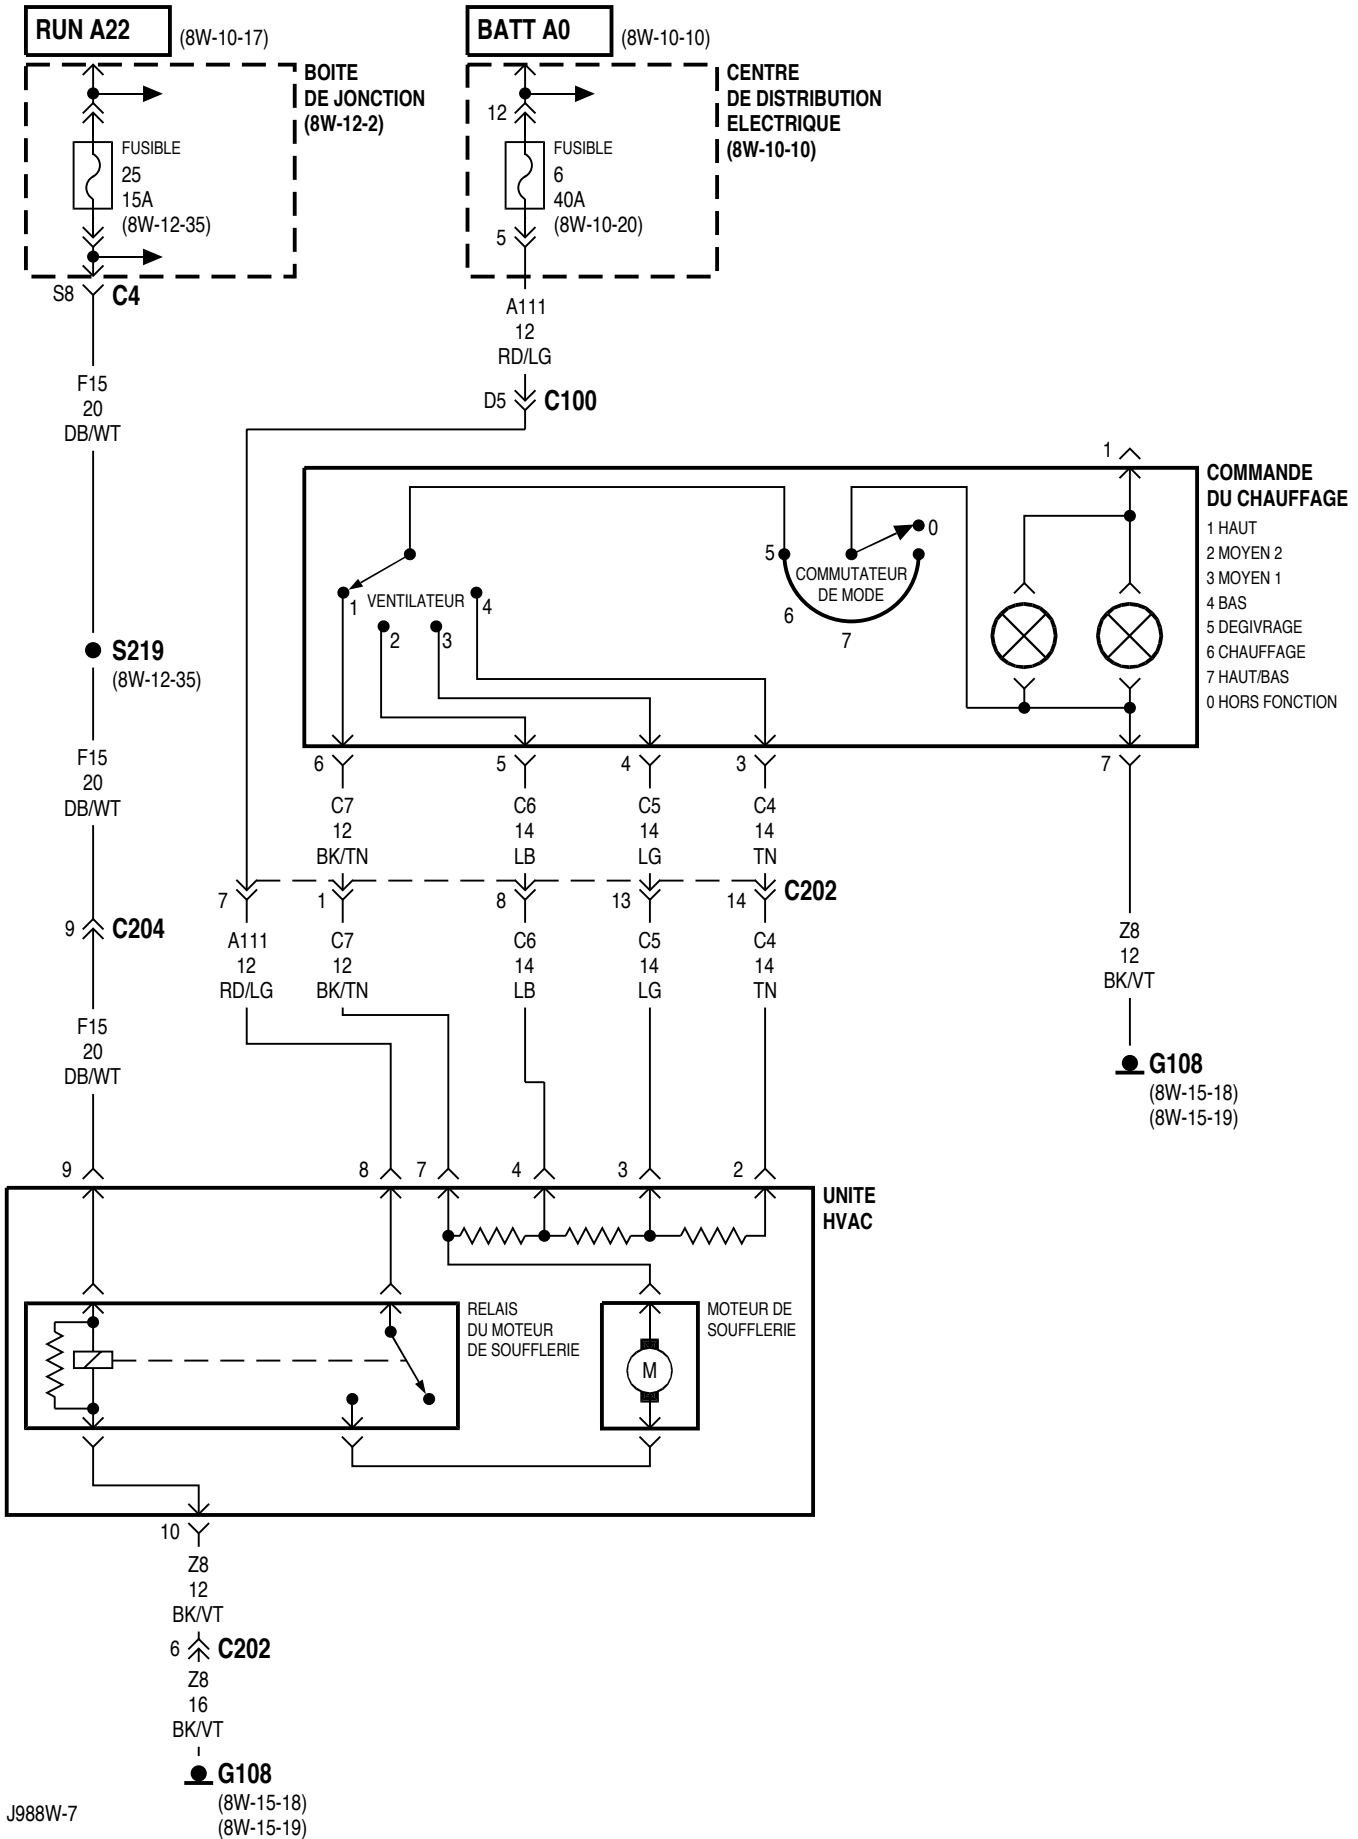 RUN A22
(8W-10-17)
BATT A0
(8W-10-10)
BOITE
DE JONCTION
(8W-12-2)
CENTRE
DE DISTRIBUTION
ELECTRIQUE
(8W-10-10)
FUSIBLE
25
15A
(8W-12-35)
12
FUSIBLE
6
40A
(8W-10-20)
5
S8
C4
A111
12
RD/LG
F15
20
DB/WT
D5
C100
1
COMMANDE
DU CHAUFFAGE
1 HAUT
2 MOYEN 2
3 MOYEN 1
4 BAS
5 DEGIVRAGE
6 CHAUFFAGE
7 HAUT/BAS
0 HORS FONCTION
0
5
COMMUTATEUR
DE MODE
6
7
1
VENTILATEUR
4
2
3
S219
(8W-12-35)
F15
20
DB/WT
6
5
4
3
7
C7
12
BK/TN
C6
14
LB
C5
14
LG
C4
14
TN
7
1
8
13
14
C202
9
C204
A111
12
RD/LG
C7
12
BK/TN
C6
14
LB
C5
14
LG
C4
14
TN
Z8
12
BK/VT
F15
20
DB/WT
G108
(8W-15-18)
(8W-15-19)
9
8
7
4
3
2
UNITE
HVAC
RELAIS
DU MOTEUR
DE SOUFFLERIE
MOTEUR DE
SOUFFLERIE
M
10
Z8
12
BK/VT
6
C202
Z8
16
BK/VT
G108
(8W-15-18)
(8W-15-19)
J988W-7